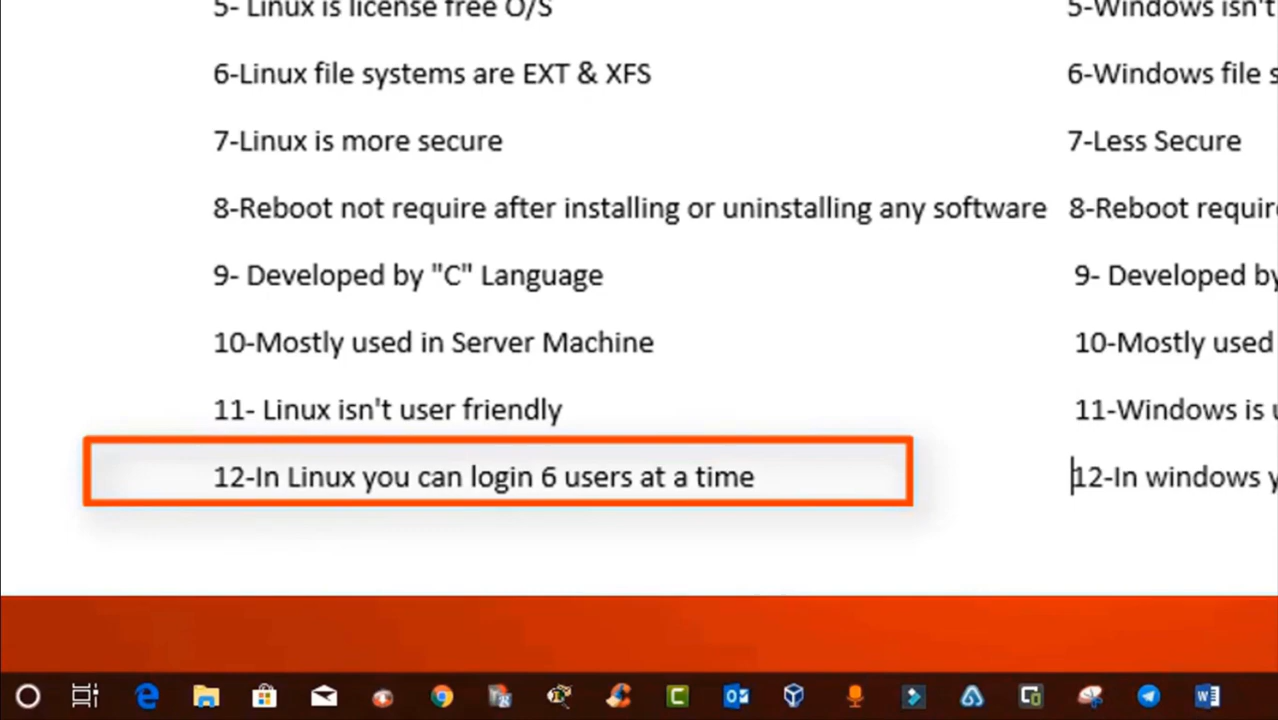 5- Linux is license free O/S
6-Linux file systems are EXT & XFS
7-Linux is more secure
8-Reboot not require after installing or uninstalling any software
9- Developed by "C" Language
10-Mostly used in Server Machine
11- Linux isn't user friendly
12-In Linux you can login 6 users at a time
5-Windows isn't
6-Windows file s
7-Less Secure
8-Reboot require
9- Developed by
10-Mostly used
11-Windows is u
12-In windows y